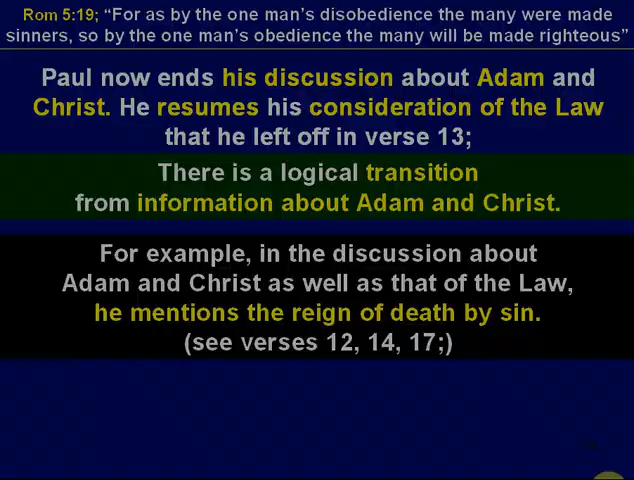 Rom 5:19; “For as by the one man’s disobedience the many were made
sinners, so by the one man’s obedience the many will be made righteous”
Paul now ends his discussion about Adam and
Christ. He resumes his consideration of the Law
that he left off in verse 13;
There is a logical transition
from information about Adam and Christ.
For example, in the discussion about
Adam and Christ as well as that of the Law,
he mentions the reign of death by sin.
(see verses 12, 14, 17;)